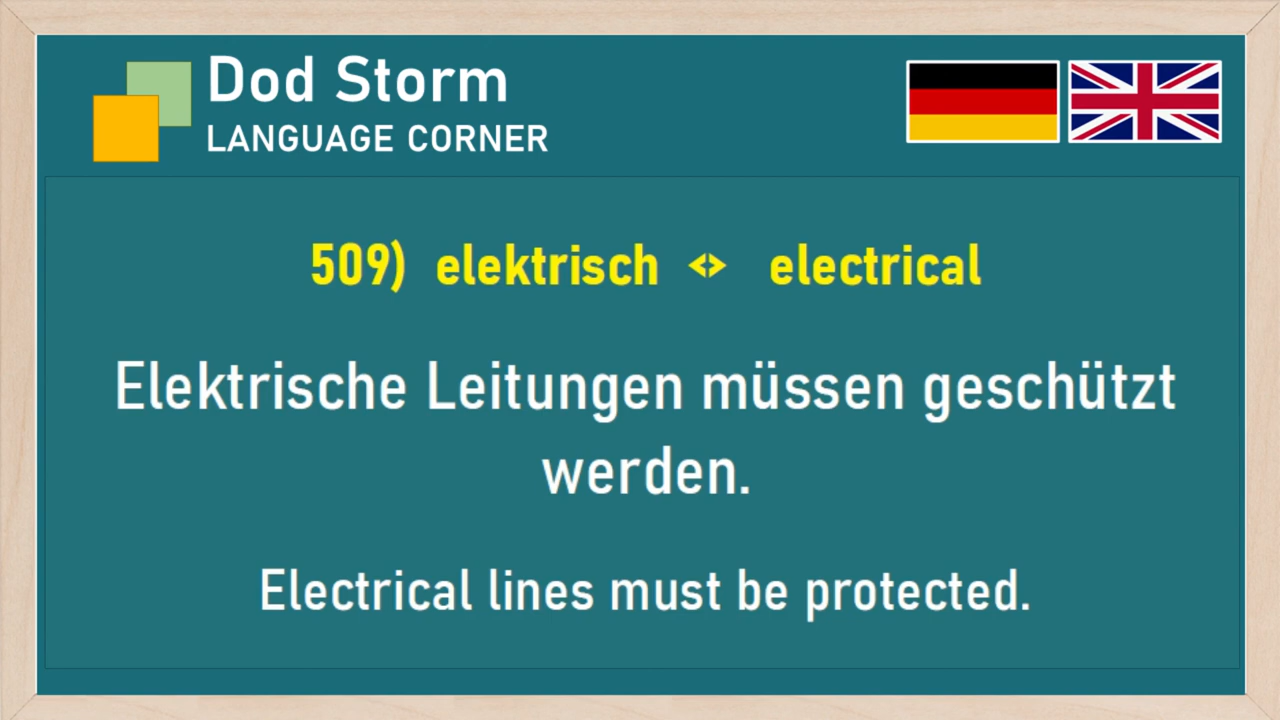 Dod Storm
LANGUAGE CORNER
509) elektrisch <> electrical
Elektrische Leitungen müssen geschützt
werden.
Electrical lines must be protected.